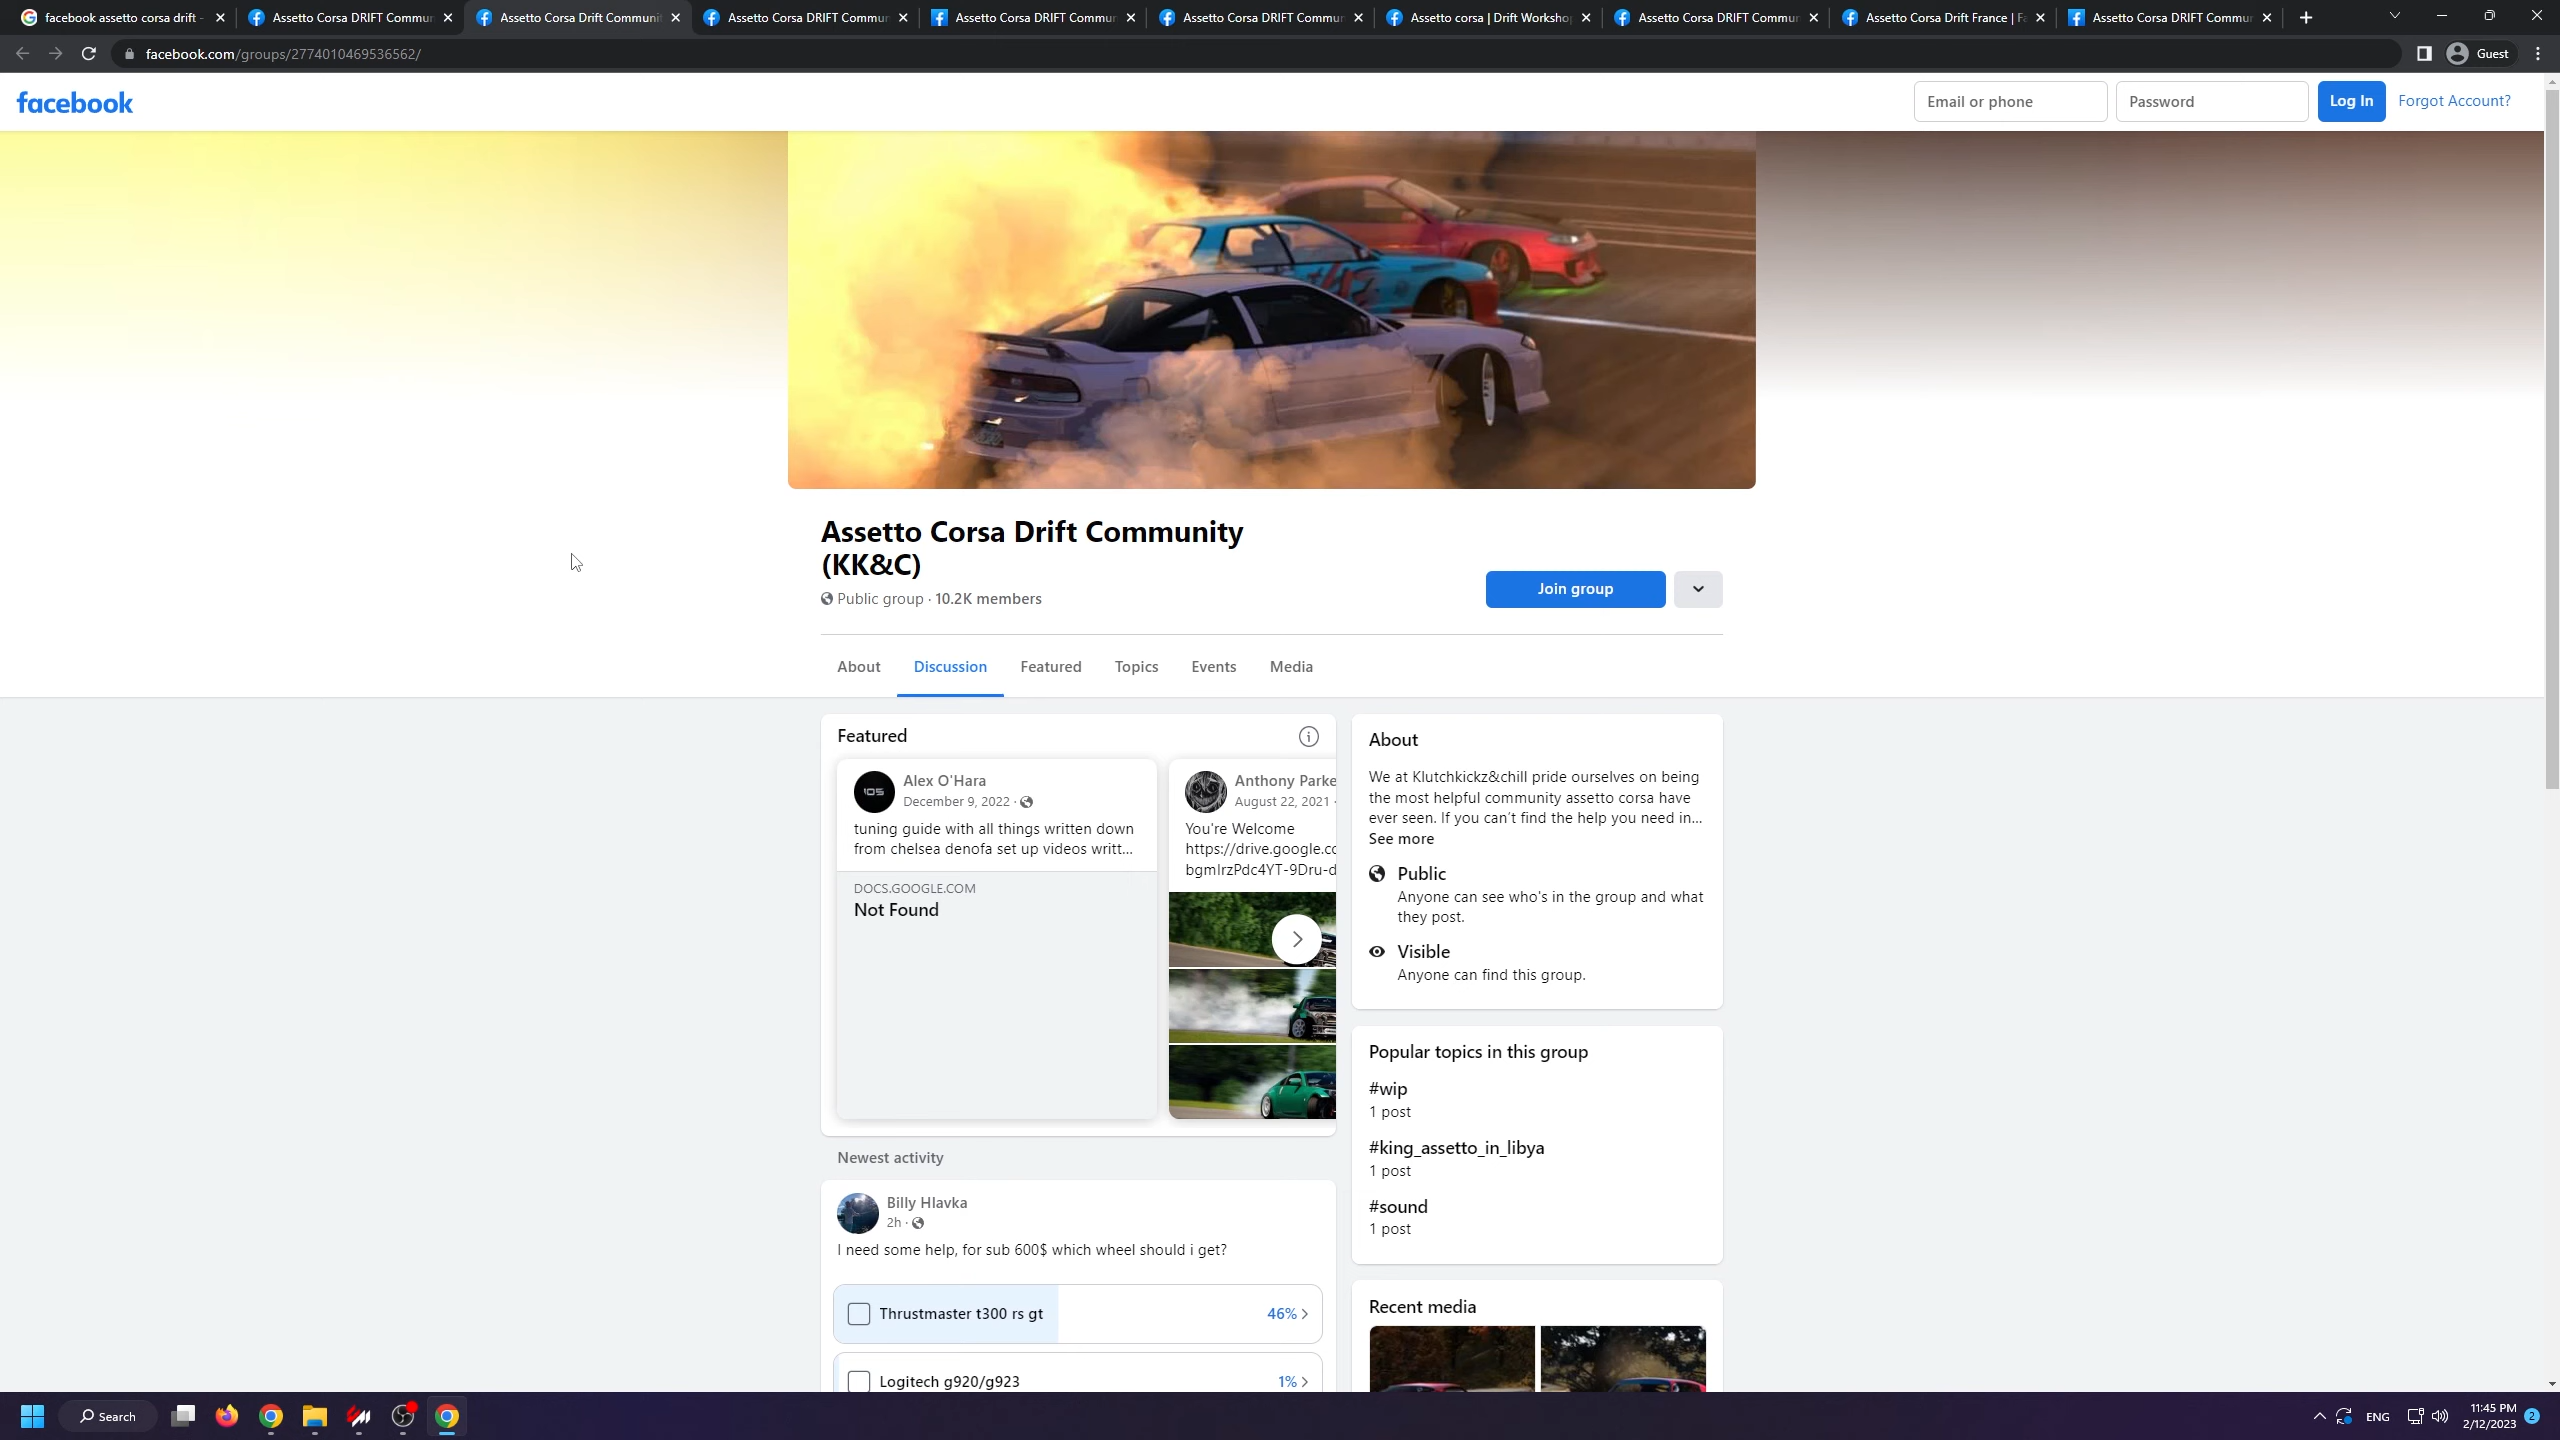 facebook assetto corsa drift -
Assetto Corsa DRIFT Commun
Assetto Corsa Drift Communit
Assetto Corsa DRIFT Commun
Assetto Corsa DRIFT Commun
Assetto Corsa DRIFT Commun
Assetto corsa | Drift Workshop
Assetto Corsa DRIFT Commun
Assetto Corsa Drift France | Fa
Assetto Corsa DRIFT Commun
facebook.com/groups/2774010469536562/
Guest
facebook
Email or phone
Password
Log In
Forgot Account?
Assetto Corsa Drift Community
(KK&C)
Public group · 10.2K members
Join group
About
Discussion
Featured
Topics
Events
Media
Featured
Alex O'Hara
December 9, 2022 ·
tuning guide with all things written down
from chelsea denofa set up videos writt...
DOCS.GOOGLE.COM
Not Found
Anthony Parke
August 22, 2021 ·
You're Welcome
https://drive.google.co
bgmIrzPdc4YT-9Dru-d
About
We at Klutchkickz&chill pride ourselves on being
the most helpful community assetto corsa have
ever seen. If you can't find the help you need in...
See more
Public
Anyone can see who's in the group and what
they post.
Visible
Anyone can find this group.
Popular topics in this group
#wip
1 post
#king_assetto_in_libya
1 post
#sound
1 post
Newest activity
Billy Hlavka
2h ·
I need some help, for sub 600$ which wheel should i get?
Thrustmaster t300 rs gt
46%
Logitech g920/g923
1%
Recent media
Search
ENG
11:45 PM
2/12/2023
2